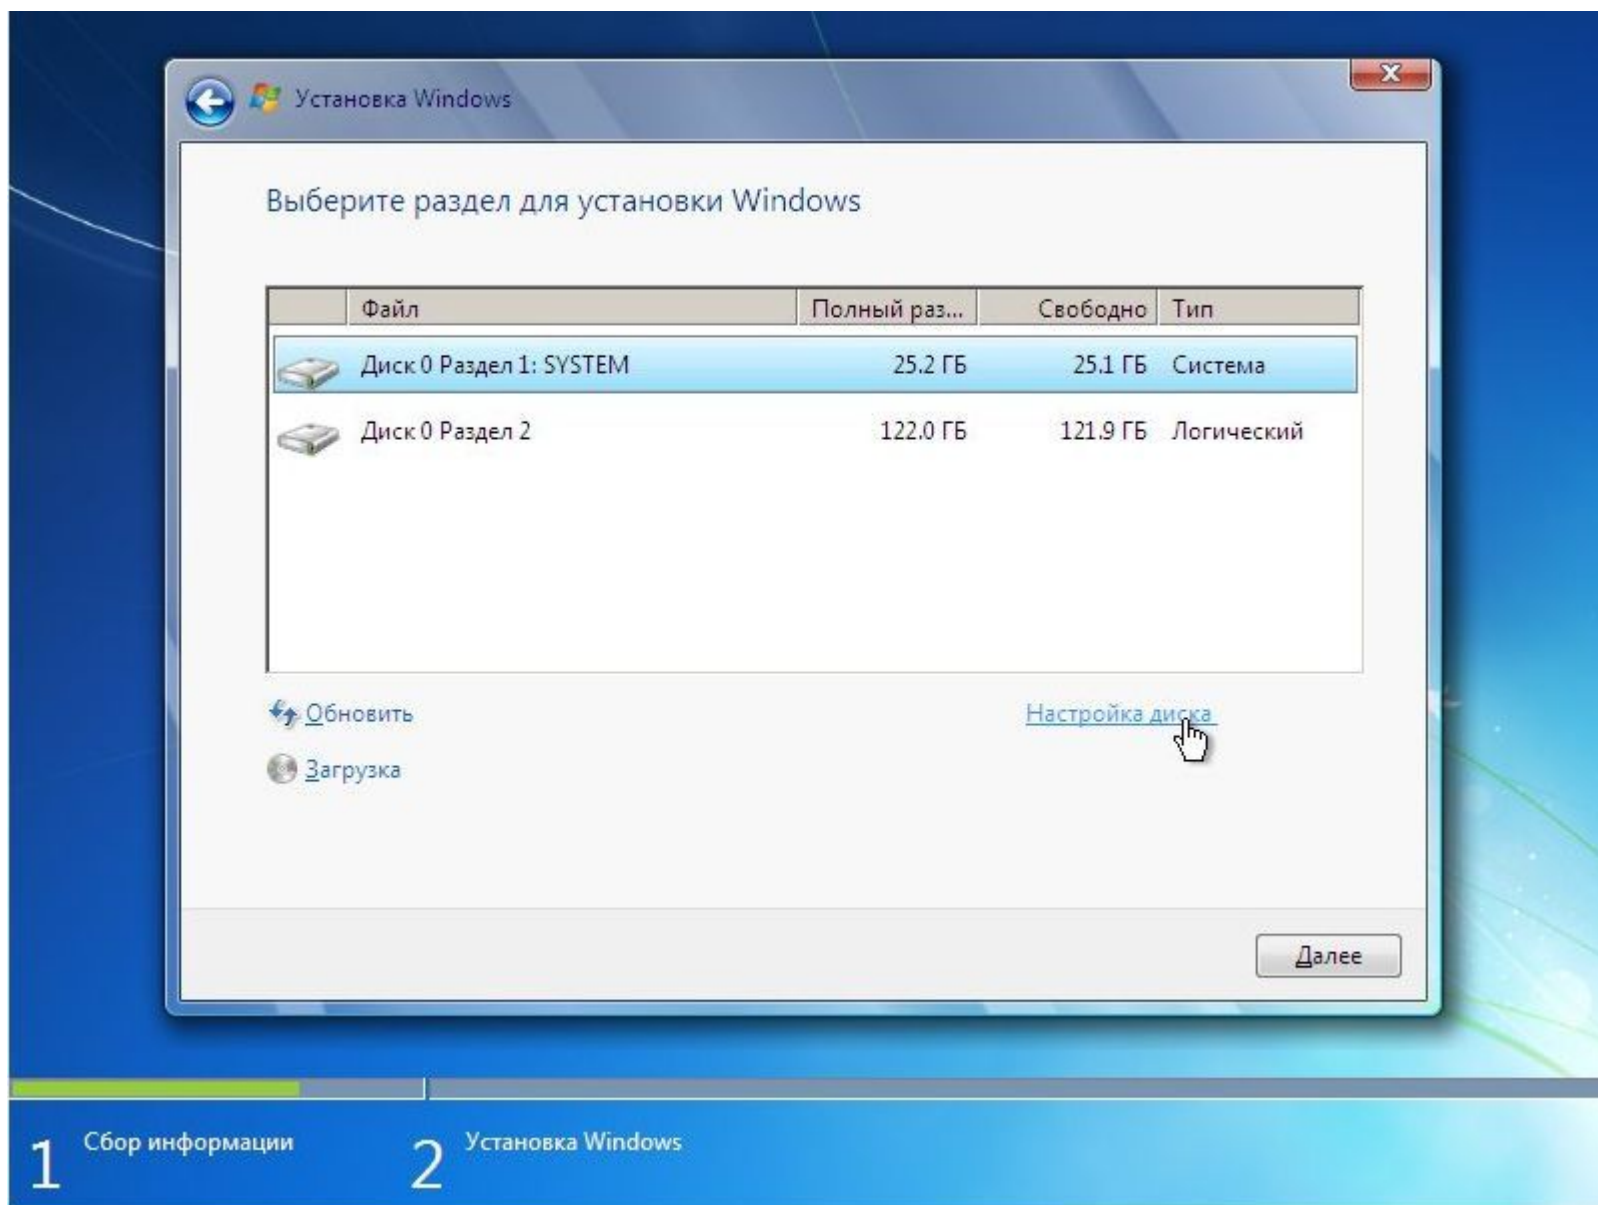 Установка Windows
Выберите раздел для установки Windows
Файл Полный раз... Свободно Тип
Диск 0 Раздел 1: SYSTEM 25.2 ГБ 25.1 ГБ Система
Диск 0 Раздел 2 122.0 ГБ 121.9 ГБ Логический
Обновить Настройка диска
Загрузка
Далее
1 Сбор информации 2 Установка Windows